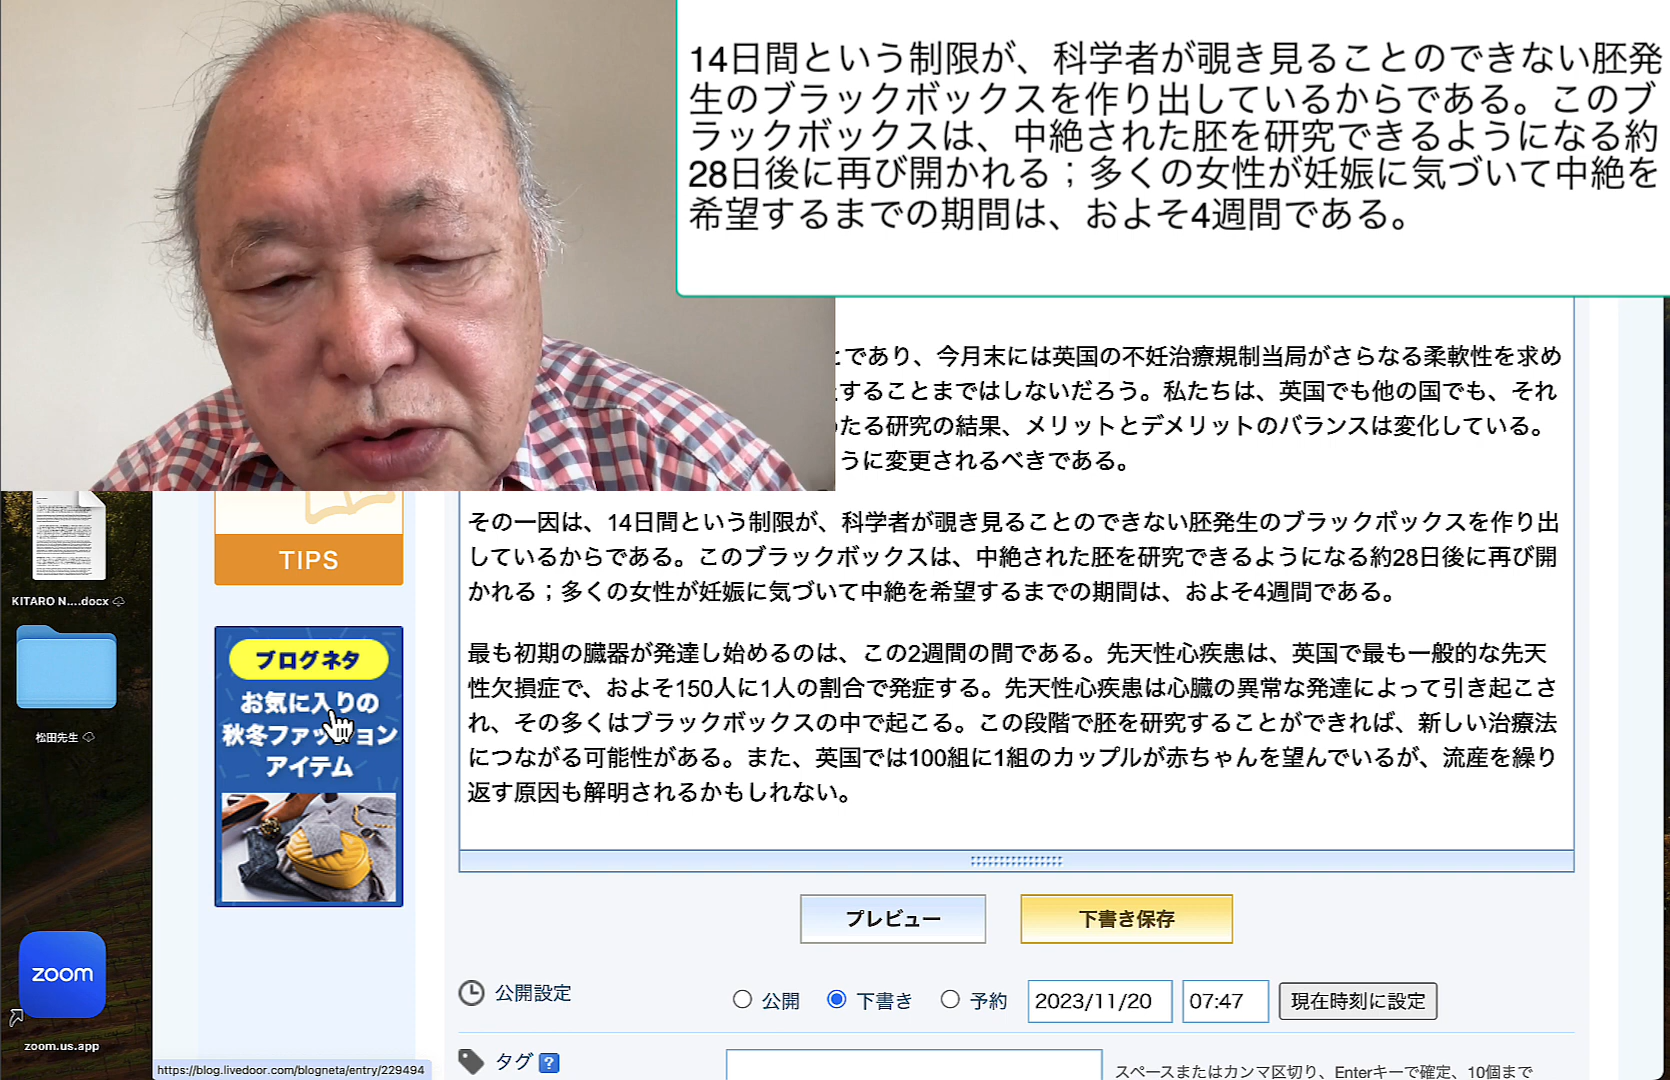 14日間という制限が、科学者が覗き見ることのできない胚発
生のブラックボックスを作り出しているからである。このブ
ラックボックスは、中絶された胚を研究できるようになる約
28日後に再び開かれる；多くの女性が妊娠に気づいて中絶を
希望するまでの期間は、およそ4週間である。
であり、今月末には英国の不妊治療規制当局がさらなる柔軟性を求め
することまではしないだろう。私たちは、英国でも他の国でも、それ
たる研究の結果、メリットとデメリットのバランスは変化している。
うに変更されるべきである。
その一因は、14日間という制限が、科学者が覗き見ることのできない胚発生のブラックボックスを作り出
しているからである。このブラックボックスは、中絶された胚を研究できるようになる約28日後に再び開
かれる；多くの女性が妊娠に気づいて中絶を希望するまでの期間は、およそ4週間である。
最も初期の臓器が発達し始めるのは、この2週間の間である。先天性心疾患は、英国で最も一般的な先天
性欠損症で、およそ150人に1人の割合で発症する。先天性心疾患は心臓の異常な発達によって引き起こさ
れ、その多くはブラックボックスの中で起こる。この段階で胚を研究することができれば、新しい治療法
につながる可能性がある。また、英国では100組に1組のカップルが赤ちゃんを望んでいるが、流産を繰り
返す原因も解明されるかもしれない。
TIPS
KITARO N....docx
ブログネタ
お気に入りの
秋冬ファッション
アイテム
松田先生
プレビュー
下書き保存
公開設定
公開
下書き
予約
2023/11/20
07:47
現在時刻に設定
zoom
zoom.us.app
タグ
?
スペースまたはカンマ区切り、Enterキーで確定、10個まで
https://blog.livedoor.com/blogneta/entry/229494